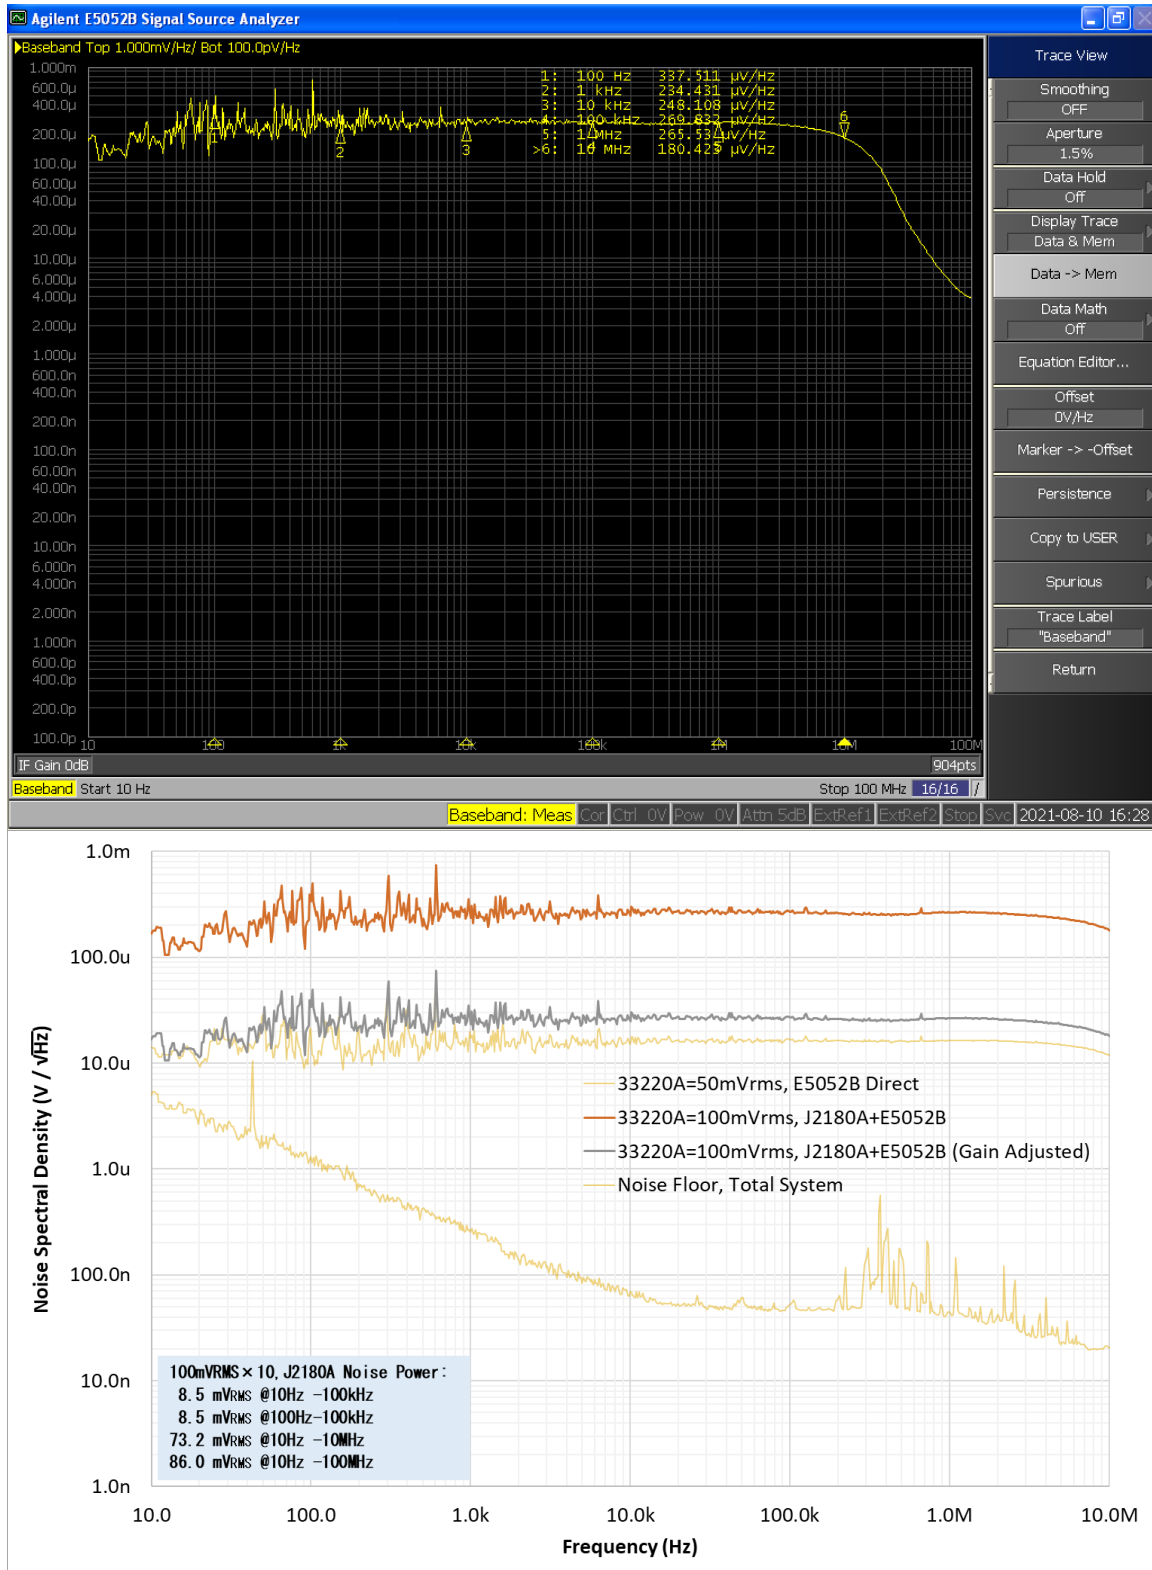 Agilent E5052B Signal Source Analyzer
Baseband Top 1.000mV/Hz/ Bot 100.0pV/Hz
1: 100 Hz 337.511 µV/Hz
2: 1 kHz 234.431 µV/Hz
3: 10 kHz 248.108 µV/Hz
4: 100 kHz 269.832 µV/Hz
5: 1 MHz 265.53 µV/Hz
>6: 10 MHz 180.423 µV/Hz
1.000m
600.0µ
400.0µ
200.0µ
100.0µ
60.00µ
40.00µ
20.00µ
10.00µ
6.000µ
4.000µ
2.000µ
1.000µ
600.0n
400.0n
200.0n
100.0n
60.00n
40.00n
20.00n
10.00n
6.000n
4.000n
2.000n
1.000n
600.0p
400.0p
200.0p
100.0p
1
2
3
4
5
6
10 100 1k 10k 100k 1M 10M 100M
IF Gain 0dB
904pts
Baseband Start 10 Hz
Stop 100 MHz 16/16 /
Baseband: Meas Cor Ctrl 0V Pow 0V Attn 5dB ExtRef1 ExtRef2 Stop Svc 2021-08-10 16:28
Trace View
Smoothing
OFF
Aperture
1.5%
Data Hold
Off
Display Trace
Data & Mem
Data -> Mem
Data Math
Off
Equation Editor...
Offset
0V/Hz
Marker -> -Offset
Persistence
Copy to USER
Spurious
Trace Label
"Baseband"
Return
1.0m
100.0u
10.0u
1.0u
100.0n
10.0n
1.0n
Noise Spectral Density (V / √Hz)
33220A=50mVrms, E5052B Direct
33220A=100mVrms, J2180A+E5052B
33220A=100mVrms, J2180A+E5052B (Gain Adjusted)
Noise Floor, Total System
100mVRMS×10, J2180A Noise Power:
8.5 mVRMS @10Hz -100kHz
8.5 mVRMS @100Hz-100kHz
73.2 mVRMS @10Hz -10MHz
86.0 mVRMS @10Hz -100MHz
10.0 100.0 1.0k 10.0k 100.0k 1.0M 10.0M
Frequency (Hz)